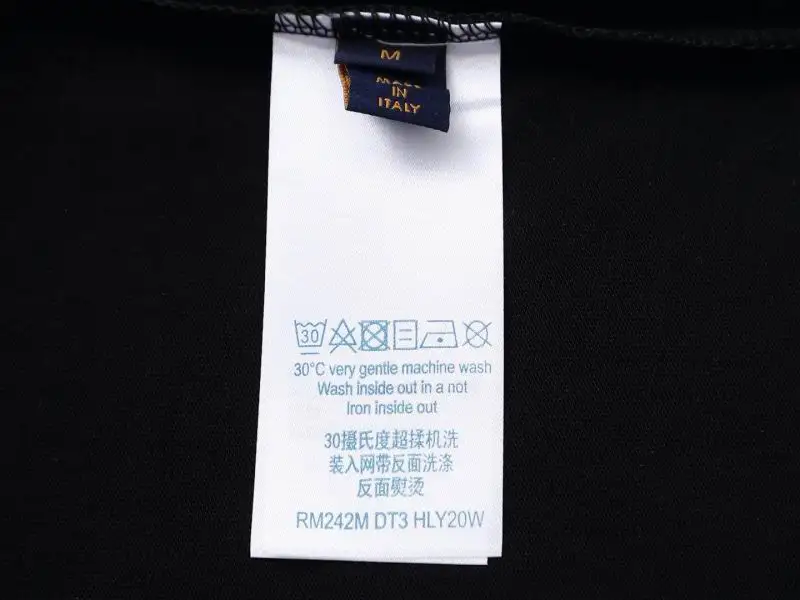 M
MADE
IN
ITALY
30
30°C very gentle machine wash
Wash inside out in a not
Iron inside out
30摄氏度超揉机洗
装入网带反面洗涤
反面熨烫
RM242M DT3 HLY20W